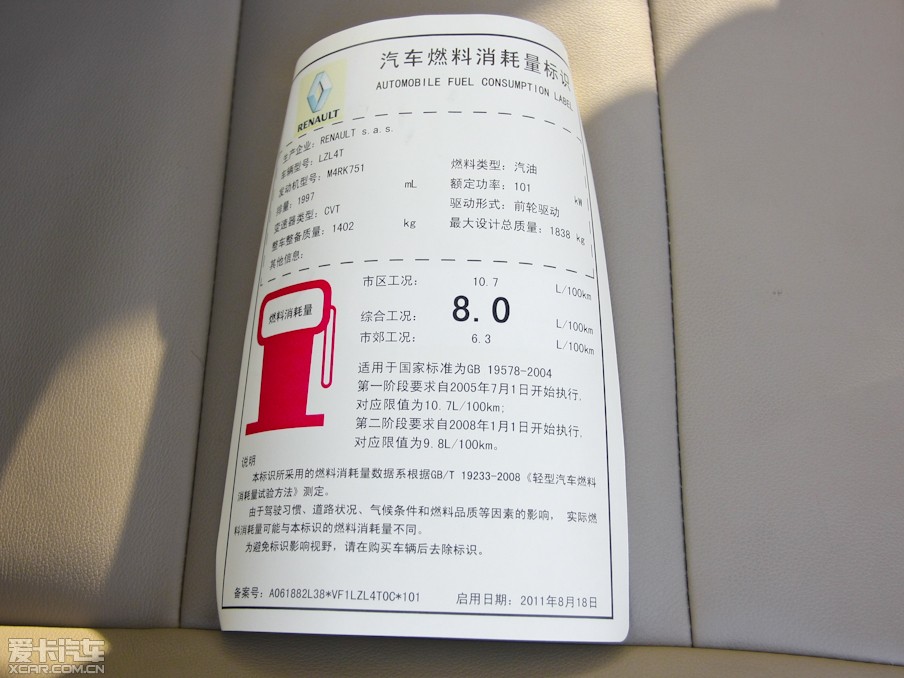 汽车燃料消耗量标识
AUTOMOBILE FUEL CONSUMPTION LABEL
RENAULT
生产企业: RENAULT s.a.s.
车辆型号: LZL4T
发动机型号: M4RK751
燃料类型: 汽油
排量: 1997 mL
额定功率: 101 kW
变速器类型: CVT
驱动形式: 前轮驱动
整车整备质量: 1402 kg
最大设计总质量: 1838 kg
其他信息:
燃料消耗量
市区工况: 10.7 L/100km
综合工况: 8.0 L/100km
市郊工况: 6.3 L/100km
适用于国家标准为GB 19578-2004
第一阶段要求自2005年7月1日开始执行,
对应限值为10.7L/100km;
第二阶段要求自2008年1月1日开始执行,
对应限值为9.8L/100km。
说明
本标识所采用的燃料消耗量数据系根据GB/T 19233-2008《轻型汽车燃料
消耗量试验方法》测定。
由于驾驶习惯、道路状况、气候条件和燃料品质等因素的影响, 实际燃
料消耗量可能与本标识的燃料消耗量不同。
为避免标识影响视野,请在购买车辆后去除标识。
备案号: A061882L38*VF1LZL4T0C*101 启用日期: 2011年8月18日
爱卡汽车
XCAR.COM.CN